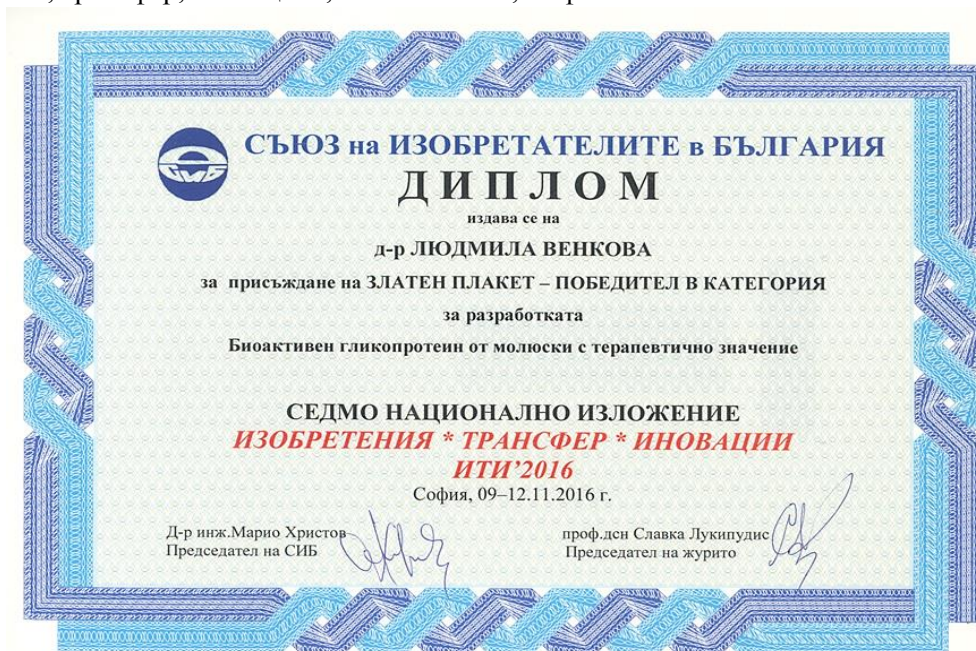 СЪЮЗ на ИЗОБРЕТАТЕЛИТЕ в БЪЛГАРИЯ
СИБ
ДИПЛОМ
издава се на
д-р ЛЮДМИЛА ВЕНКОВА
за присъждане на ЗЛАТЕН ПЛАКЕТ – ПОБЕДИТЕЛ В КАТЕГОРИЯ
за разработката
Биоактивен гликопротеин от молюски с терапевтично значение
СЕДМО НАЦИОНАЛНО ИЗЛОЖЕНИЕ
ИЗОБРЕТЕНИЯ * ТРАНСФЕР * ИНОВАЦИИ
ИТИ’2016
София, 09–12.11.2016 г.
Д-р инж.Марио Христов
Председател на СИБ
проф.дсн Славка Лукипудис
Председател на журито